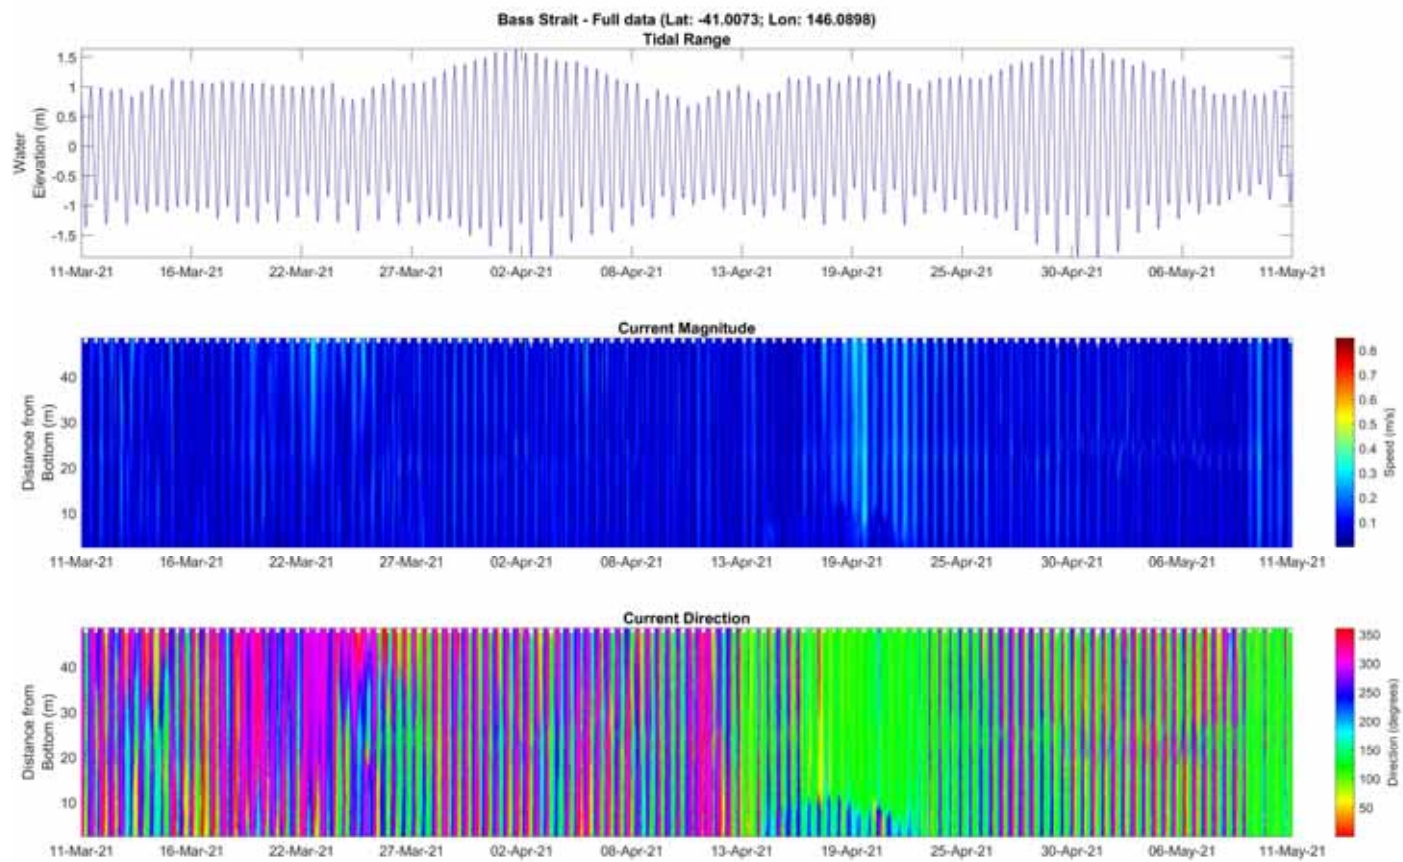 Bass Strait - Full data (Lat: -41.0073; Lon: 146.0898)
Tidal Range
Water
Elevation (m)
1.5
1
0.5
0
-0.5
-1
-1.5
11-Mar-21 16-Mar-21 22-Mar-21 27-Mar-21 02-Apr-21 08-Apr-21 13-Apr-21 19-Apr-21 25-Apr-21 30-Apr-21 06-May-21 11-May-21
Current Magnitude
Distance from
Bottom (m)
40
30
20
10
11-Mar-21 16-Mar-21 22-Mar-21 27-Mar-21 02-Apr-21 08-Apr-21 13-Apr-21 19-Apr-21 25-Apr-21 30-Apr-21 06-May-21 11-May-21
0.8
0.7
0.6
0.5
0.4
0.3
0.2
0.1
Speed (m/s)
Current Direction
Distance from
Bottom (m)
40
30
20
10
11-Mar-21 16-Mar-21 22-Mar-21 27-Mar-21 02-Apr-21 08-Apr-21 13-Apr-21 19-Apr-21 25-Apr-21 30-Apr-21 06-May-21 11-May-21
350
300
250
200
150
100
50
Direction (degrees)